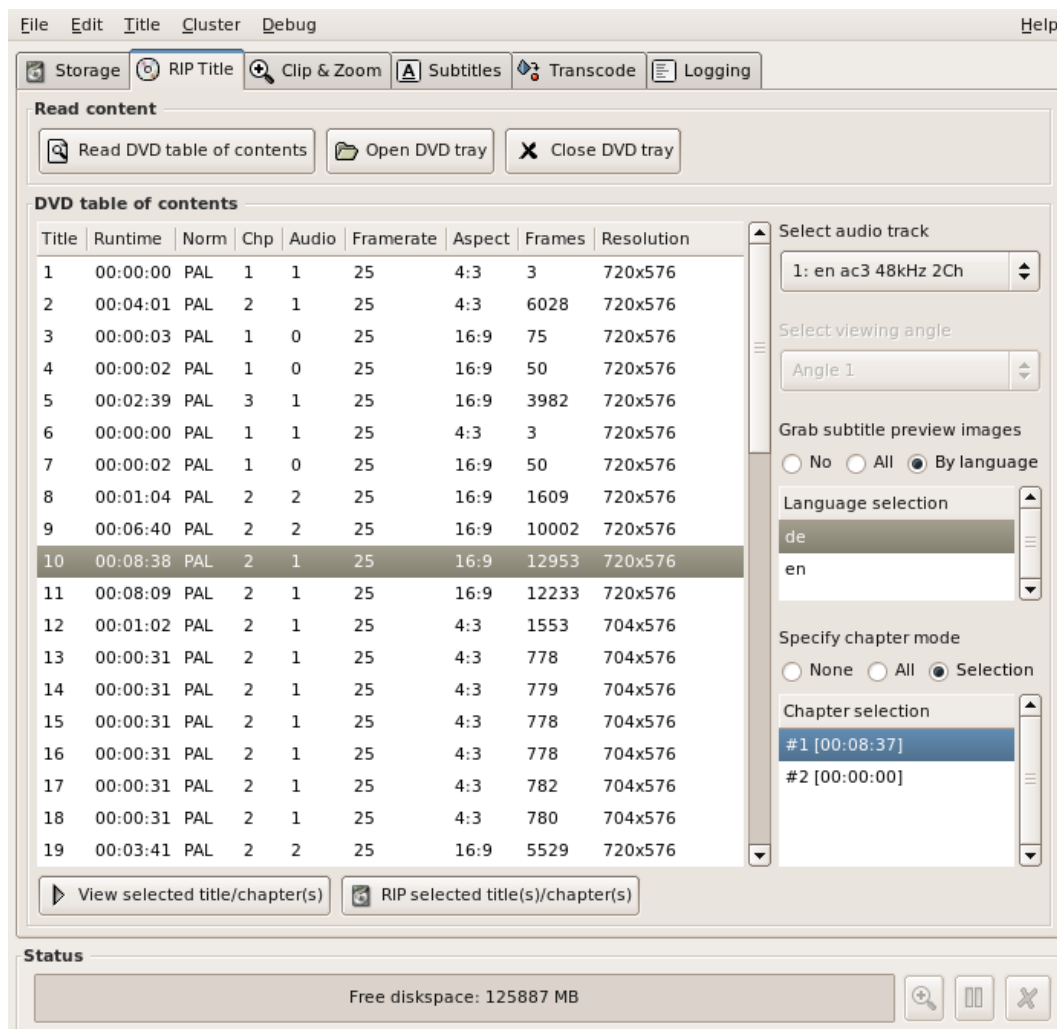 File Edit Title Cluster Debug Help
Storage RIP Title Clip & Zoom A Subtitles Transcode Logging
Read content
Read DVD table of contents Open DVD tray Close DVD tray
DVD table of contents
Title Runtime Norm Chp Audio Framerate Aspect Frames Resolution
1 00:00:00 PAL 1 1 25 4:3 3 720x576
2 00:04:01 PAL 2 1 25 4:3 6028 720x576
3 00:00:03 PAL 1 0 25 16:9 75 720x576
4 00:00:02 PAL 1 0 25 16:9 50 720x576
5 00:02:39 PAL 3 1 25 16:9 3982 720x576
6 00:00:00 PAL 1 1 25 4:3 3 720x576
7 00:00:02 PAL 1 0 25 16:9 50 720x576
8 00:01:04 PAL 2 2 25 16:9 1609 720x576
9 00:06:40 PAL 2 2 25 16:9 10002 720x576
10 00:08:38 PAL 2 1 25 16:9 12953 720x576
11 00:08:09 PAL 2 1 25 16:9 12233 720x576
12 00:01:02 PAL 2 1 25 4:3 1553 704x576
13 00:00:31 PAL 2 1 25 4:3 778 704x576
14 00:00:31 PAL 2 1 25 4:3 779 704x576
15 00:00:31 PAL 2 1 25 4:3 778 704x576
16 00:00:31 PAL 2 1 25 4:3 778 704x576
17 00:00:31 PAL 2 1 25 4:3 782 704x576
18 00:00:31 PAL 2 1 25 4:3 780 704x576
19 00:03:41 PAL 2 2 25 16:9 5529 720x576
Select audio track
1: en ac3 48kHz 2Ch
Select viewing angle
Angle 1
Grab subtitle preview images
No All By language
Language selection
de
en
Specify chapter mode
None All Selection
Chapter selection
#1 [00:08:37]
#2 [00:00:00]
View selected title/chapter(s) RIP selected title(s)/chapter(s)
Status
Free diskspace: 125887 MB